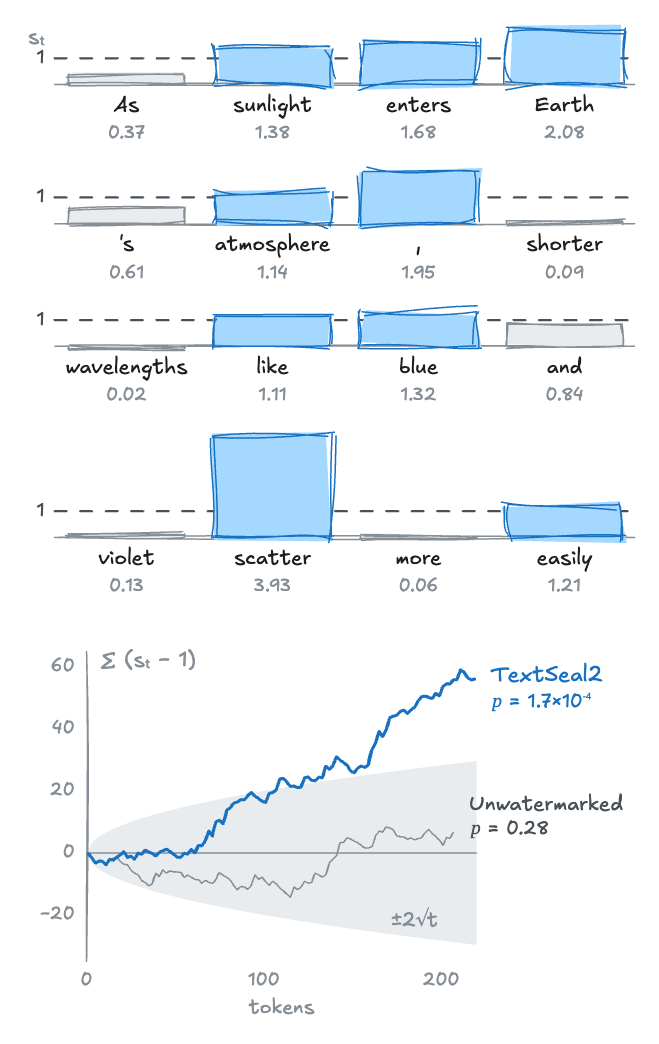 sₜ
1
As sunlight enters Earth
0.37 1.38 1.68 2.08
1
's atmosphere , shorter
0.61 1.14 1.95 0.09
1
wavelengths like blue and
0.02 1.11 1.32 0.84
1
violet scatter more easily
0.13 3.93 0.06 1.21
60
Σ (sₜ − 1)
TextSeal2
p = 1.7×10⁻⁴
40
20
Unwatermarked
p = 0.28
0
−20
±2√t
0 100 200
tokens